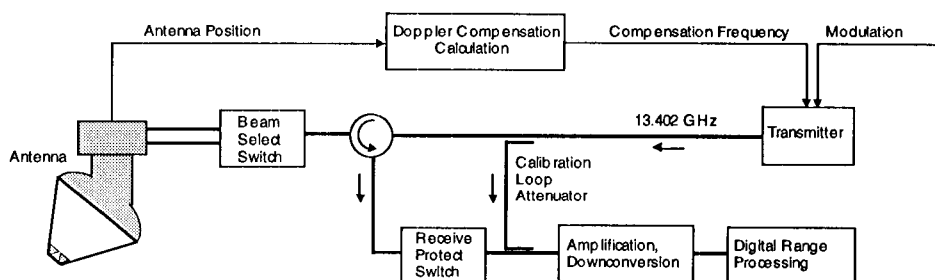 Antenna Position
Doppler Compensation
Calculation
Compensation Frequency
Modulation
Beam
Select
Switch
13.402 GHz
Transmitter
Antenna
Calibration
Loop
Attenuator
Receive
Protect
Switch
Amplification,
Downconversion
Digital Range
Processing